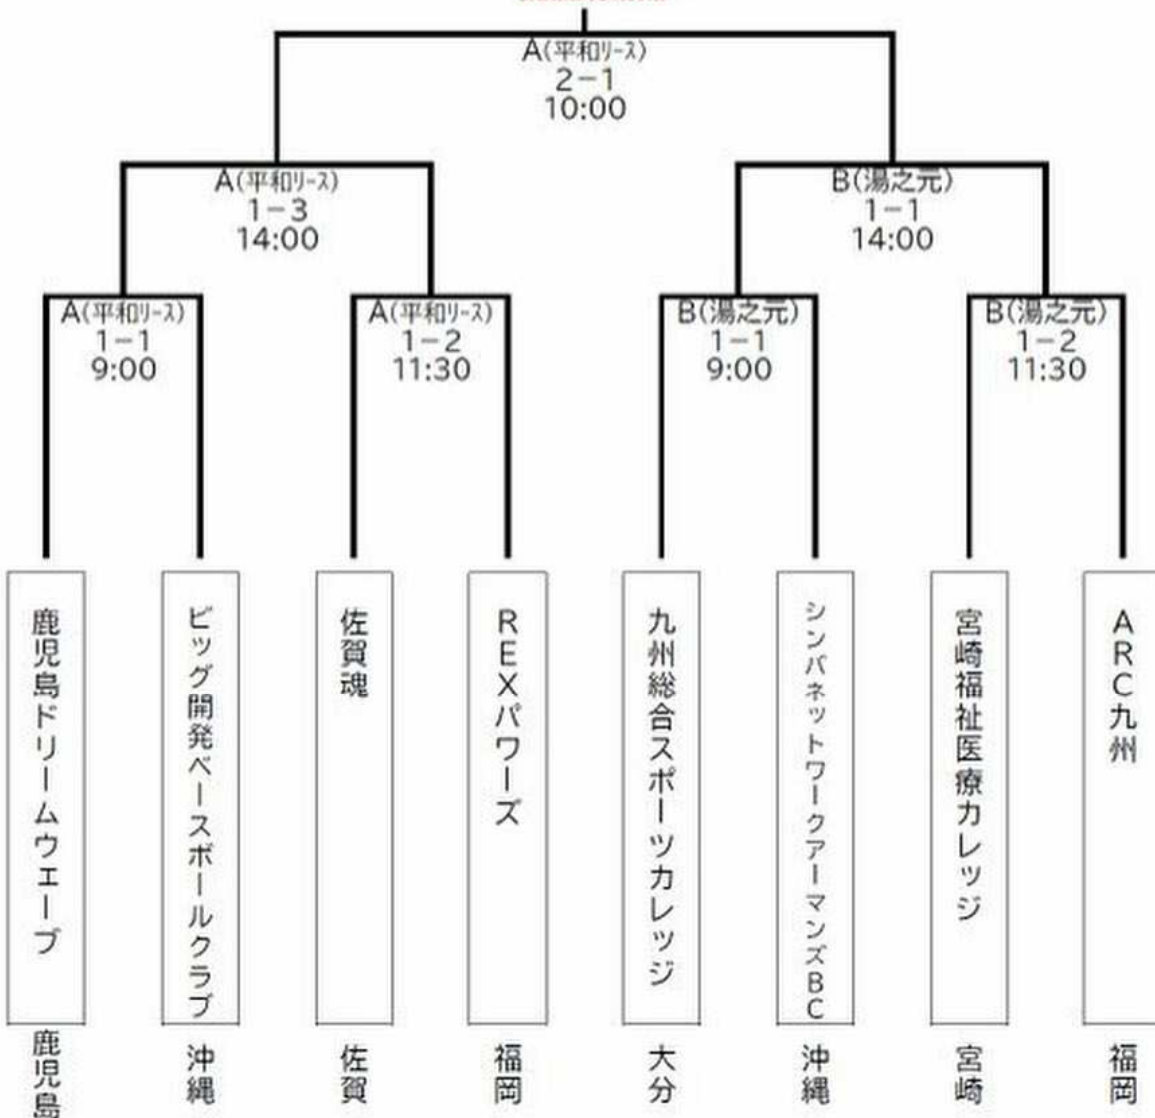 A(平和ﾘｰｽ)
2－1
10:00
A(平和ﾘｰｽ)
1－3
14:00
B(湯之元)
1－1
14:00
A(平和ﾘｰｽ)
1－1
9:00
A(平和ﾘｰｽ)
1－2
11:30
B(湯之元)
1－1
9:00
B(湯之元)
1－2
11:30
鹿児島ドリームウェーブ
ビッグ開発ベースボールクラブ
佐賀魂
REXパワーズ
九州総合スポーツカレッジ
シンバネットワークアーマンズBC
宮崎福祉医療カレッジ
ARC九州
鹿児島
沖縄
佐賀
福岡
大分
沖縄
宮崎
福岡